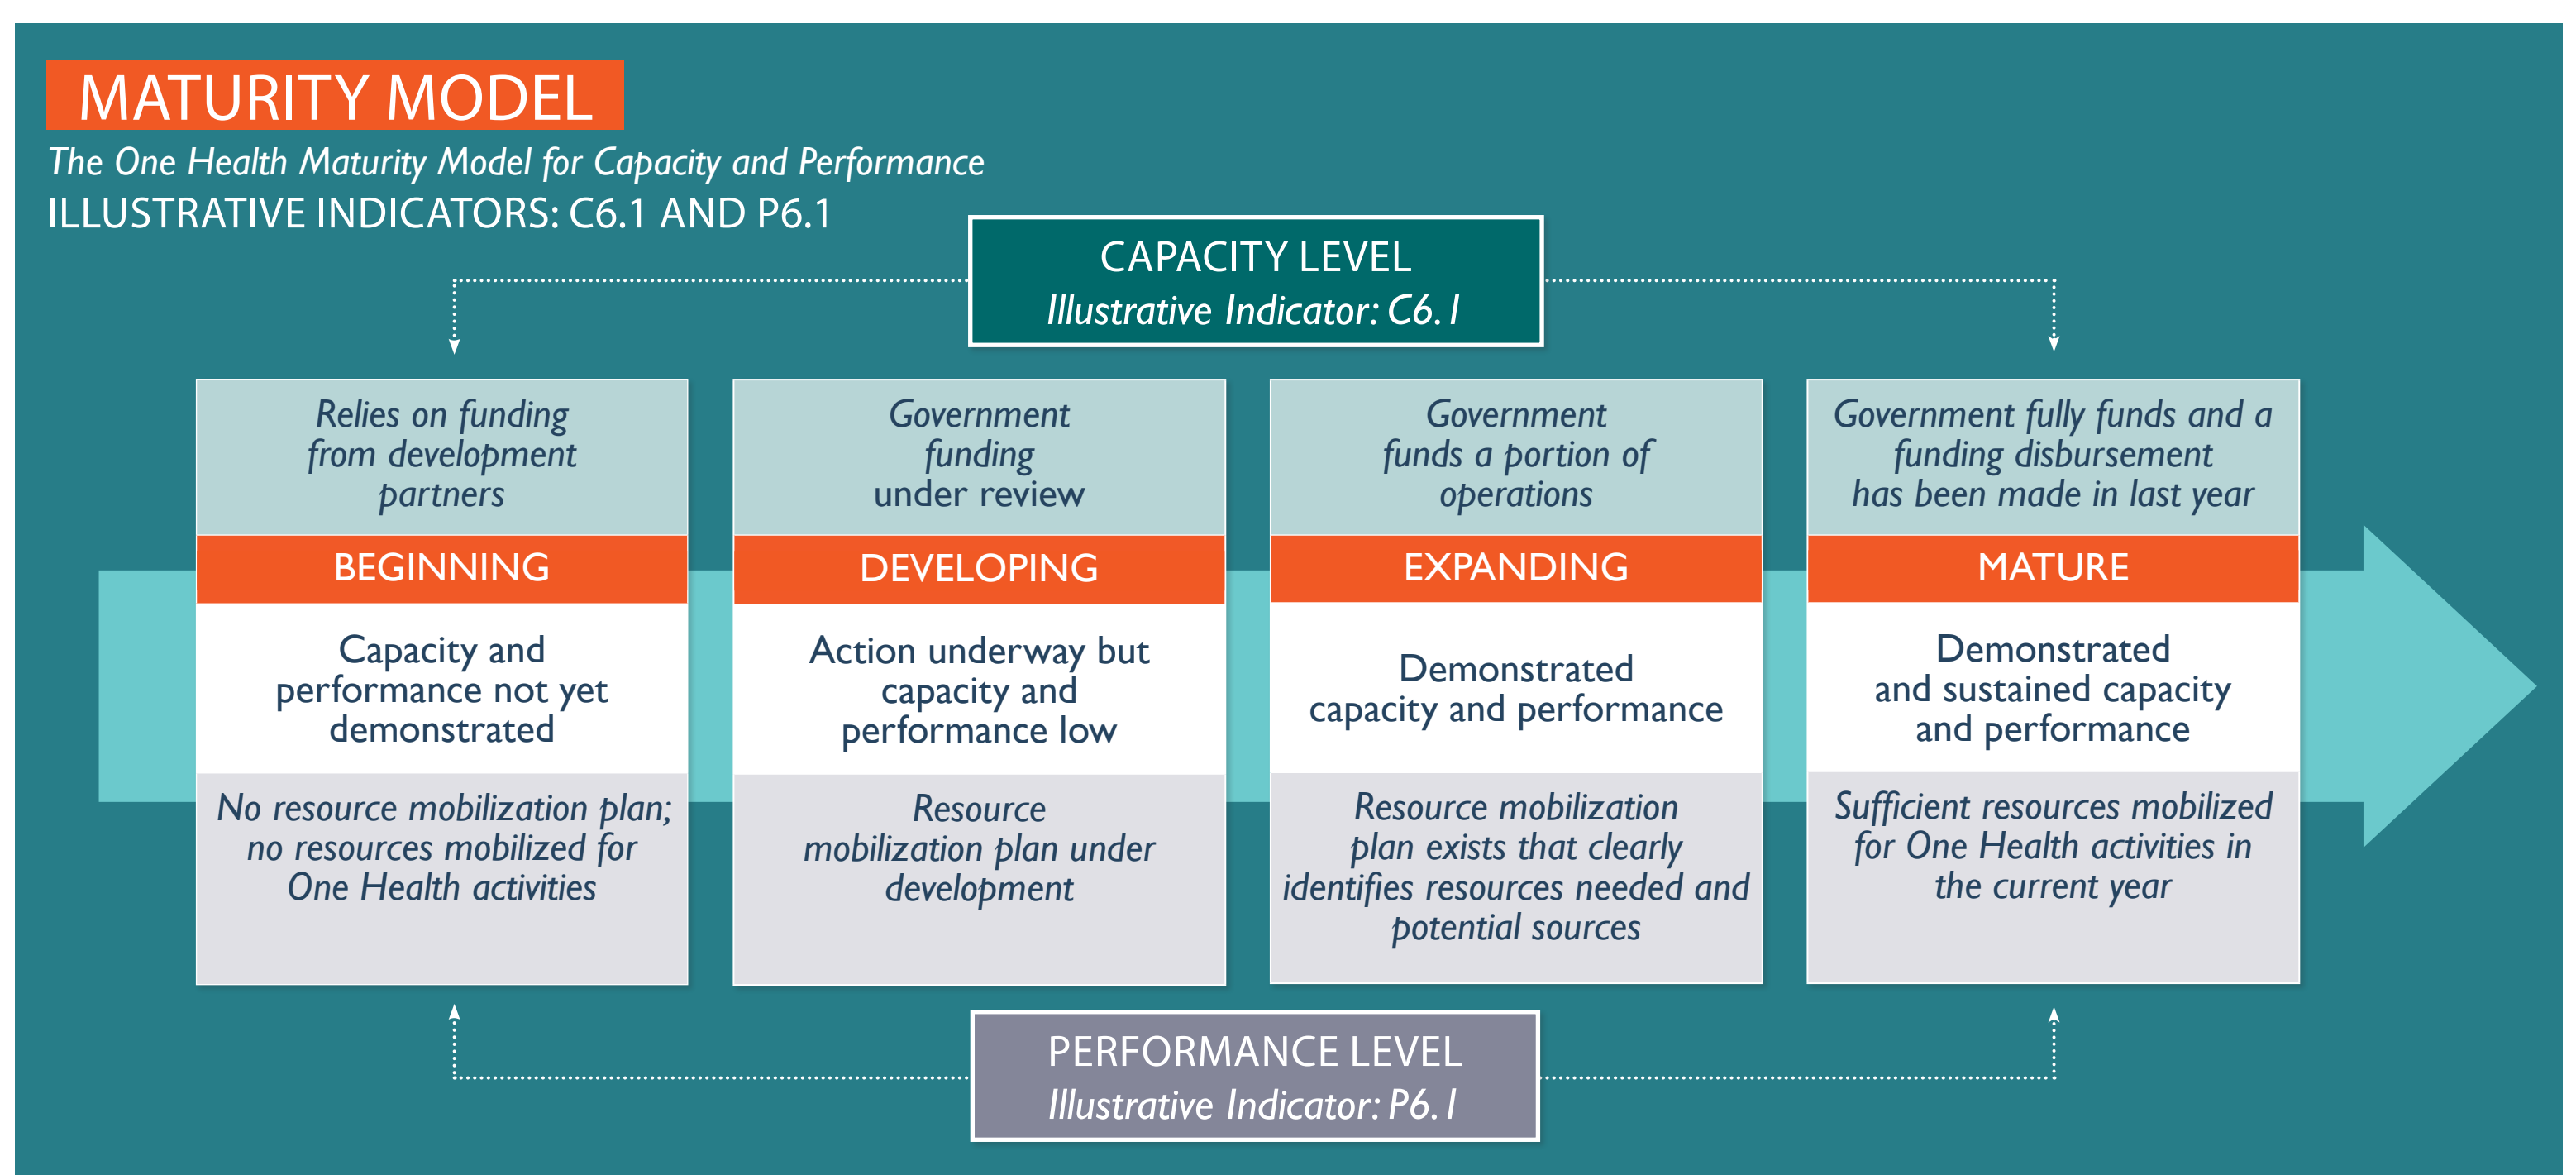 MATURITY MODEL
The One Health Maturity Model for Capacity and Performance
ILLUSTRATIVE INDICATORS: C6.1 AND P6.1
CAPACITY LEVEL
Illustrative Indicator: C6.1
Relies on funding
from development
partners
BEGINNING
Capacity and
performance not yet
demonstrated
No resource mobilization plan;
no resources mobilized for
One Health activities
Government
funding
under review
DEVELOPING
Action underway but
capacity and
performance low
Resource
mobilization plan under
development
Government
funds a portion of
operations
EXPANDING
Demonstrated
capacity and performance
Resource mobilization
plan exists that clearly
identifies resources needed and
potential sources
Government fully funds and a
funding disbursement
has been made in last year
MATURE
Demonstrated
and sustained capacity
and performance
Sufficient resources mobilized
for One Health activities in
the current year
PERFORMANCE LEVEL
Illustrative Indicator: P6.1